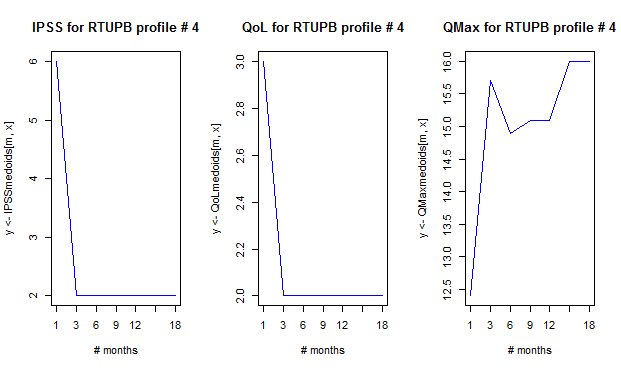 IPSS for RTUPB profile # 4
y <- IPSSmedoids[m, x]
6
5
4
3
2
1 3 6 9 12 18
# months
QoL for RTUPB profile # 4
y <- QoLmedoids[m, x]
3.0
2.8
2.6
2.4
2.2
2.0
1 3 6 9 12 18
# months
QMax for RTUPB profile # 4
y <- QMaxmedoids[m, x]
16.0
15.5
15.0
14.5
14.0
13.5
13.0
12.5
1 3 6 9 12 18
# months